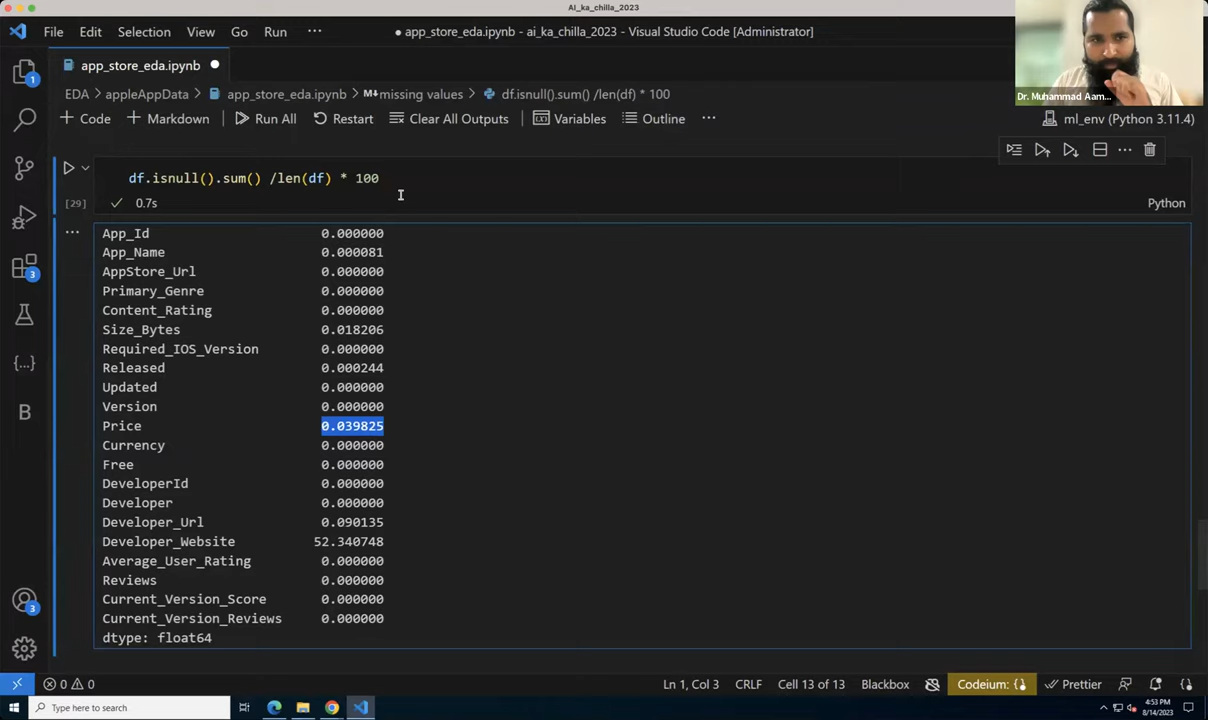 AI_ka_chilla_2023
File Edit Selection View Go Run ··· ● app_store_eda.ipynb - ai_ka_chilla_2023 - Visual Studio Code [Administrator]
app_store_eda.ipynb ●
EDA > appleAppData > app_store_eda.ipynb > M↓missing values > df.isnull().sum() /len(df) * 100
Dr. Muhammad Aam...
+ Code + Markdown Run All Restart Clear All Outputs Variables Outline ··· ml_env (Python 3.11.4)
df.isnull().sum() /len(df) * 100
[29] ✓ 0.7s Python
App_Id 0.000000
App_Name 0.000081
AppStore_Url 0.000000
Primary_Genre 0.000000
Content_Rating 0.000000
Size_Bytes 0.018206
Required_IOS_Version 0.000000
Released 0.000244
Updated 0.000000
Version 0.000000
Price 0.039825
Currency 0.000000
Free 0.000000
DeveloperId 0.000000
Developer 0.000000
Developer_Url 0.090135
Developer_Website 52.340748
Average_User_Rating 0.000000
Reviews 0.000000
Current_Version_Score 0.000000
Current_Version_Reviews 0.000000
dtype: float64
1
3
{...}
B
3
0 0 Ln 1, Col 3 CRLF Cell 13 of 13 Blackbox Codeium: {} Prettier
Type here to search
4:53 PM
8/14/2023